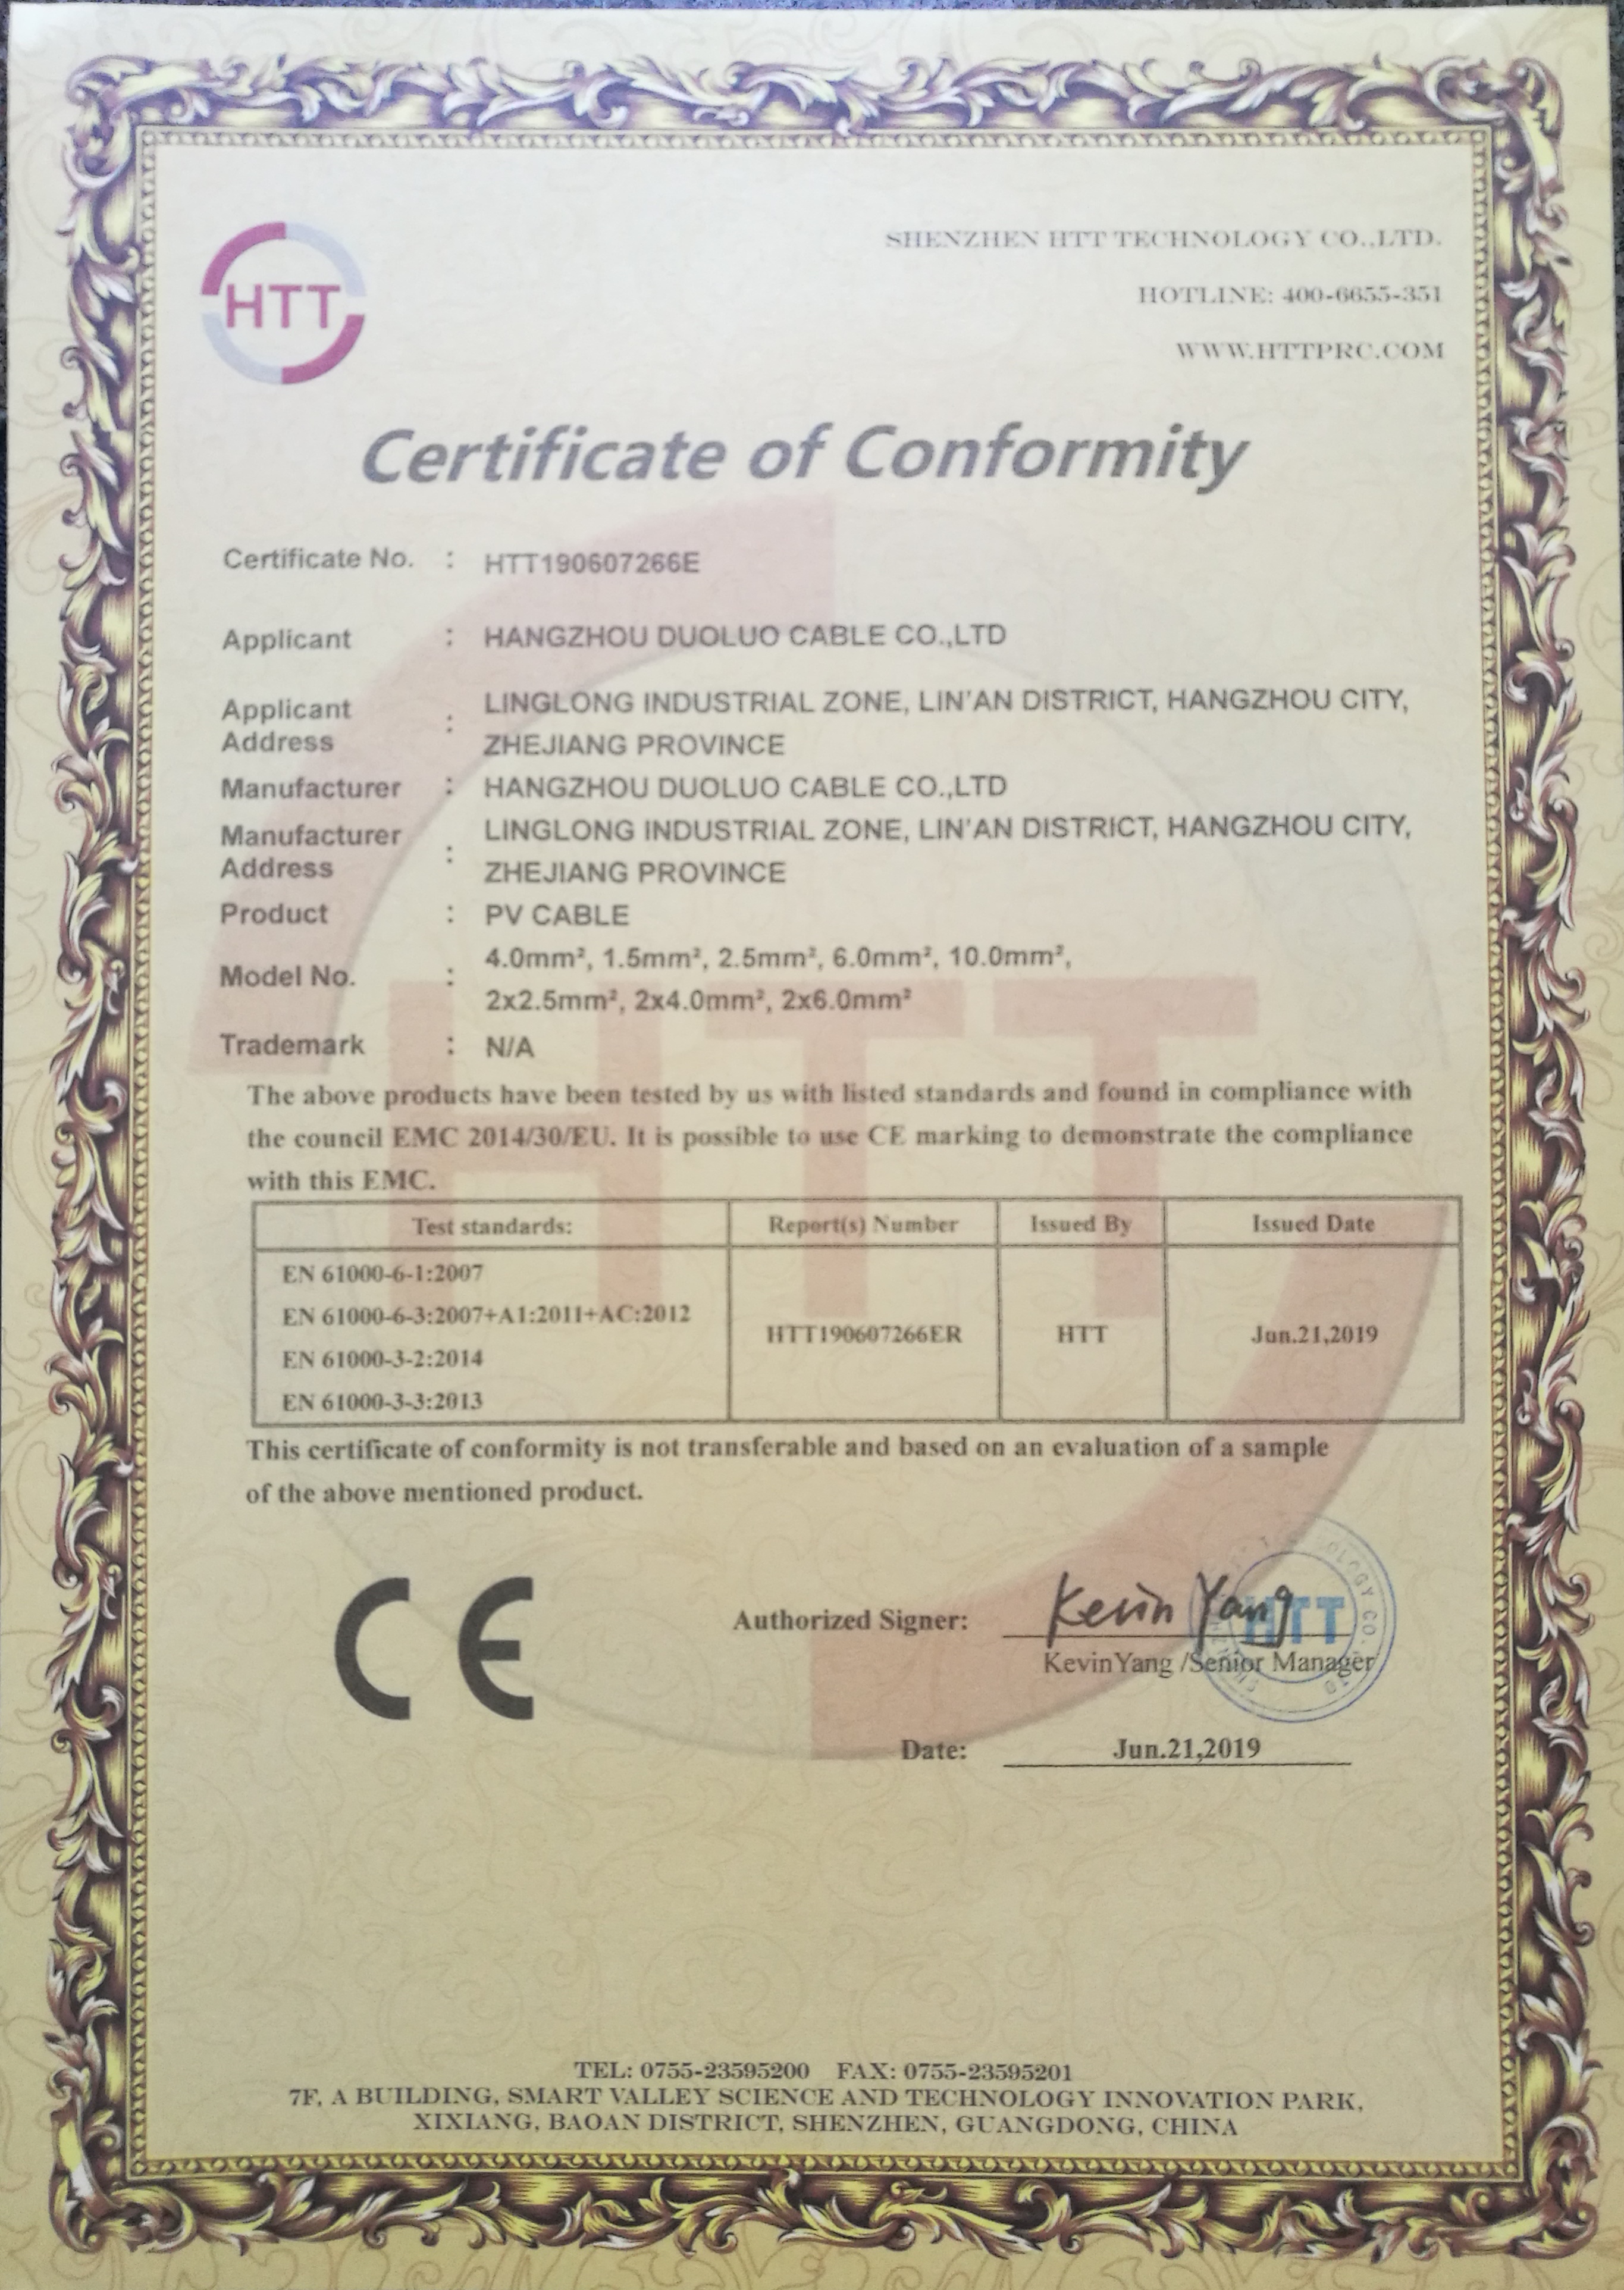 HTT
SHENZHEN HTT TECHNOLOGY CO.,LTD.
HOTLINE: 400-6655-351
WWW.HTTPRC.COM
Certificate of Conformity
Certificate No. : HTT190607266E
Applicant : HANGZHOU DUOLUO CABLE CO.,LTD
Applicant Address : LINGLONG INDUSTRIAL ZONE, LIN'AN DISTRICT, HANGZHOU CITY,
ZHEJIANG PROVINCE
Manufacturer : HANGZHOU DUOLUO CABLE CO.,LTD
Manufacturer Address : LINGLONG INDUSTRIAL ZONE, LIN'AN DISTRICT, HANGZHOU CITY,
ZHEJIANG PROVINCE
Product : PV CABLE
Model No. : 4.0mm², 1.5mm², 2.5mm², 6.0mm², 10.0mm²,
2x2.5mm², 2x4.0mm², 2x6.0mm²
Trademark : N/A
The above products have been tested by us with listed standards and found in compliance with
the council EMC 2014/30/EU. It is possible to use CE marking to demonstrate the compliance
with this EMC.
Test standards: Report(s) Number Issued By Issued Date
EN 61000-6-1:2007
EN 61000-6-3:2007+A1:2011+AC:2012
EN 61000-3-2:2014
EN 61000-3-3:2013
HTT190607266ER HTT Jun.21,2019
This certificate of conformity is not transferable and based on an evaluation of a sample
of the above mentioned product.
CE
Authorized Signer: Kevin Yang
HTT
KevinYang /Senior Manager
Date: Jun.21,2019
TEL: 0755-23595200 FAX: 0755-23595201
7F, A BUILDING, SMART VALLEY SCIENCE AND TECHNOLOGY INNOVATION PARK,
XIXIANG, BAOAN DISTRICT, SHENZHEN, GUANGDONG, CHINA